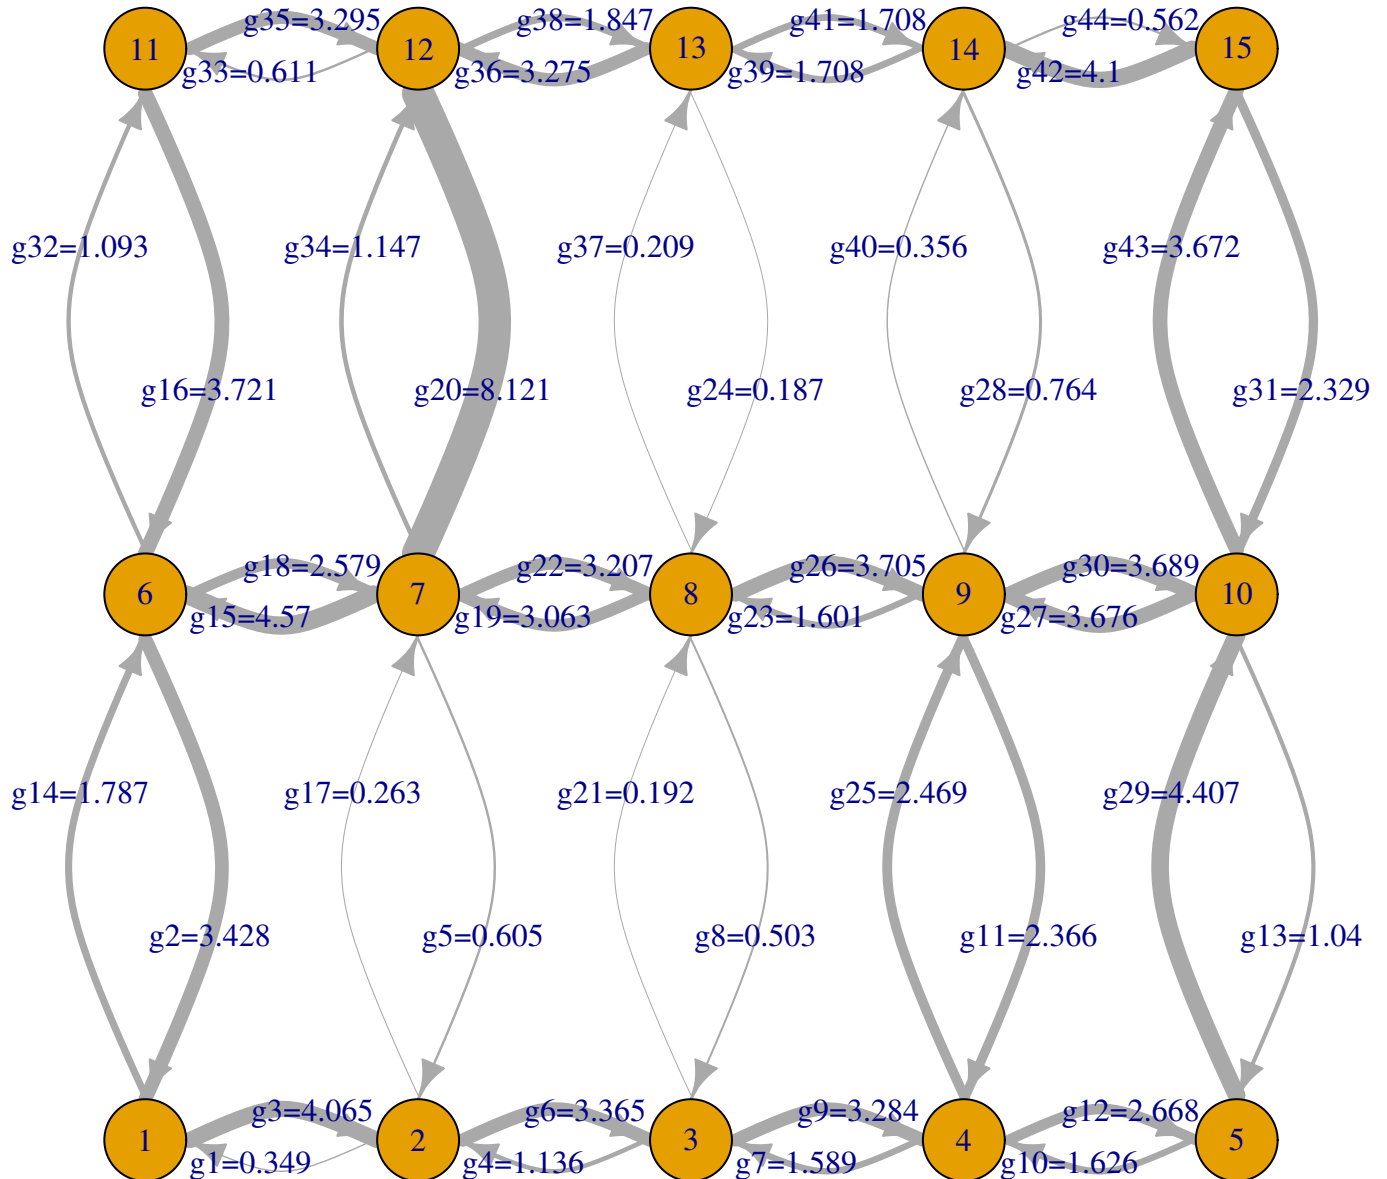 g35=3.295 g38=1.847 g41=1.708 g44=0.562
11 12 13 14 15
g33=0.611 g36=3.275 g39=1.708 g42=4.1
g32=1.093 g34=1.147 g37=0.209 g40=0.356 g43=3.672
g16=3.721 g20=8.121 g24=0.187 g28=0.764 g31=2.329
g18=2.579 g22=3.207 g26=3.705 g30=3.689
6 7 8 9 10
g15=4.57 g19=3.063 g23=1.601 g27=3.676
g14=1.787 g17=0.263 g21=0.192 g25=2.469 g29=4.407
g2=3.428 g5=0.605 g8=0.503 g11=2.366 g13=1.04
g3=4.065 g6=3.365 g9=3.284 g12=2.668
1 2 3 4 5
g1=0.349 g4=1.136 g7=1.589 g10=1.626